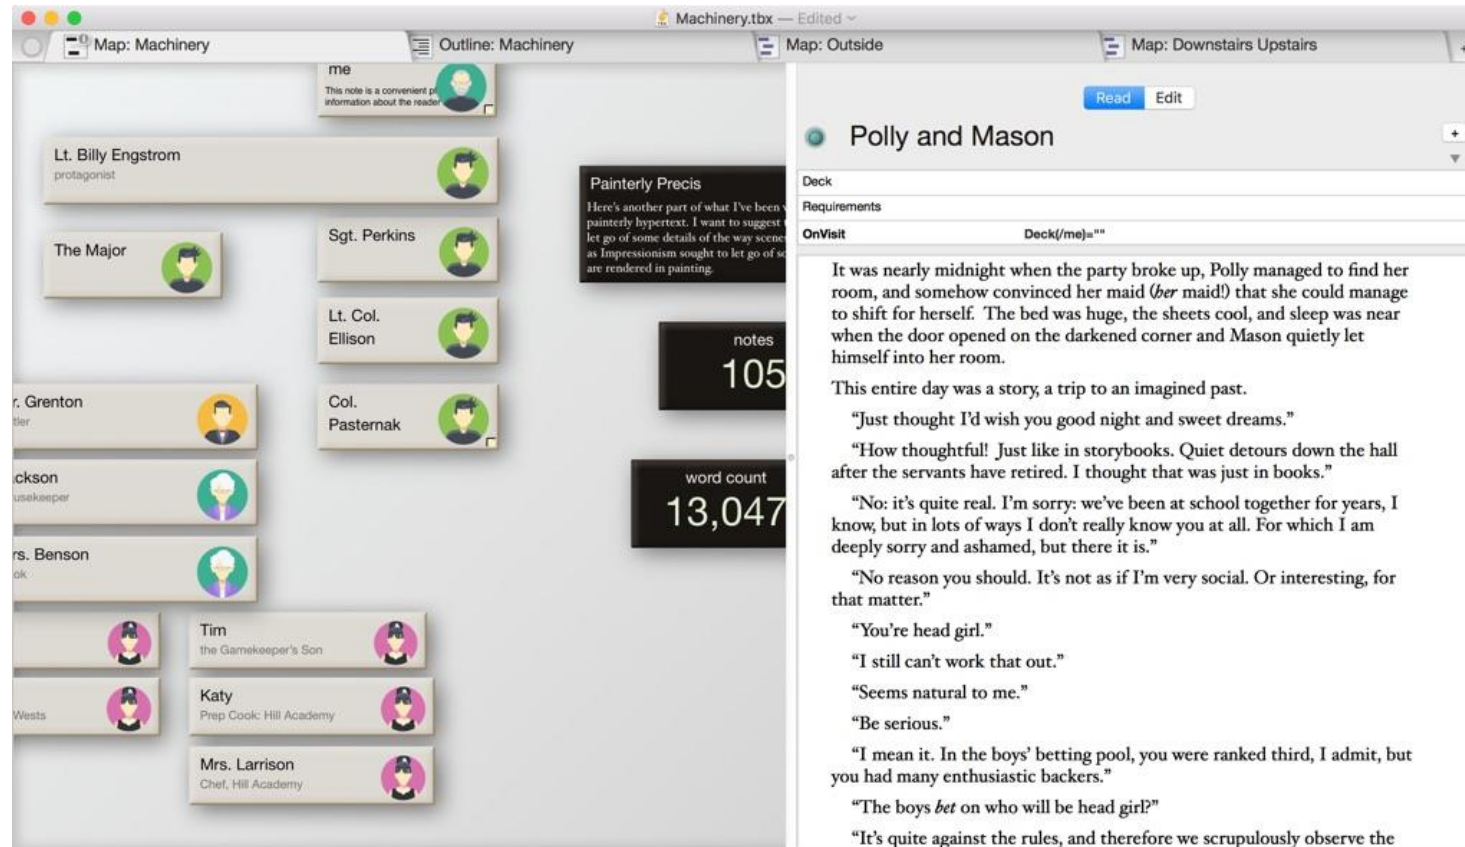 Machinery.tbx — Edited
Map: Machinery
Outline: Machinery
Map: Outside
Map: Downstairs Upstairs
me
This note is a convenient
information about the reader
Lt. Billy Engstrom
protagonist
The Major
Sgt. Perkins
Lt. Col.
Ellison
Col.
Pasternak
Grenton
Benson
Wests
Tim
the Gamekeeper's Son
Katy
Prep Cook: Hill Academy
Mrs. Larrison
Chef, Hill Academy
Painterly Precis
Here's another part of what I've been
painterly hypertext. I want to suggest
let go of some details of the way
as Impressionism sought to let go of
are rendered in painting.
notes
105
word count
13,047
Read Edit
Polly and Mason
Deck
Requirements
OnVisit Deck(/me)=""
It was nearly midnight when the party broke up, Polly managed to find her
room, and somehow convinced her maid (her maid!) that she could manage
to shift for herself. The bed was huge, the sheets cool, and sleep was near
when the door opened on the darkened corner and Mason quietly let
himself into her room.
This entire day was a story, a trip to an imagined past.
“Just thought I’d wish you good night and sweet dreams.”
“How thoughtful! Just like in storybooks. Quiet detours down the hall
after the servants have retired. I thought that was just in books.”
“No: it’s quite real. I’m sorry: we’ve been at school together for years, I
know, but in lots of ways I don’t really know you at all. For which I am
deeply sorry and ashamed, but there it is.”
“No reason you should. It’s not as if I’m very social. Or interesting, for
that matter.”
“You’re head girl.”
“I still can’t work that out.”
“Seems natural to me.”
“Be serious.”
“I mean it. In the boys’ betting pool, you were ranked third, I admit, but
you had many enthusiastic backers.”
“The boys bet on who will be head girl?”
“It’s quite against the rules, and therefore we scrupulously observe the